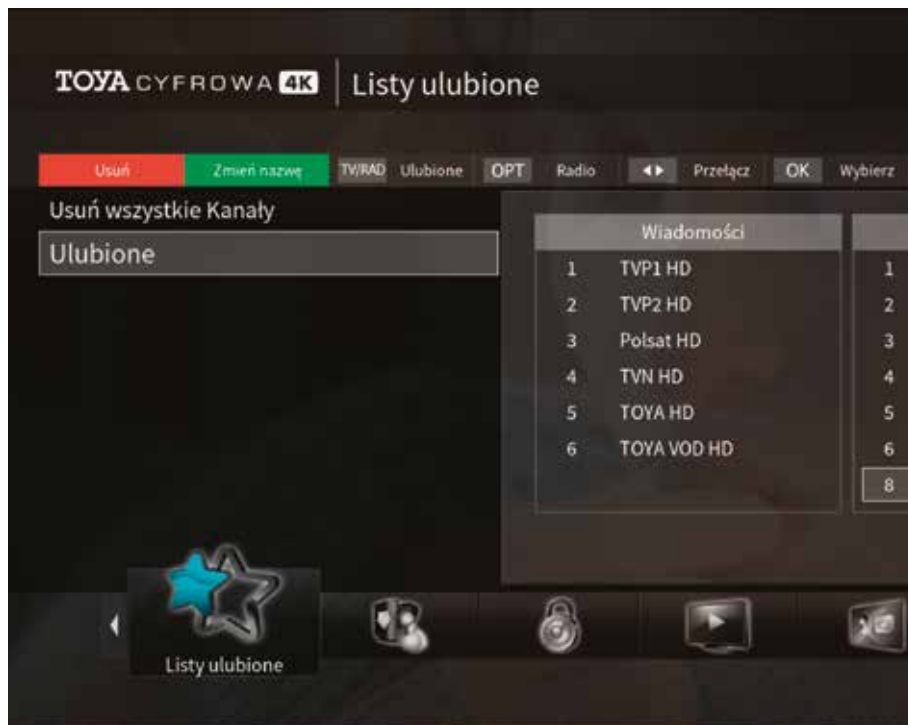 TOYA CYFROWA 4K Listy ulubione
Usuń Zmień nazwę TV/RAD Ulubione OPT Radio Przełącz OK Wybierz
Usuń wszystkie Kanały
Ulubione
Wiadomości
1 TVP1 HD
2 TVP2 HD
3 Polsat HD
4 TVN HD
5 TOYA HD
6 TOYA VOD HD
1
2
3
4
5
6
8
Listy ulubione